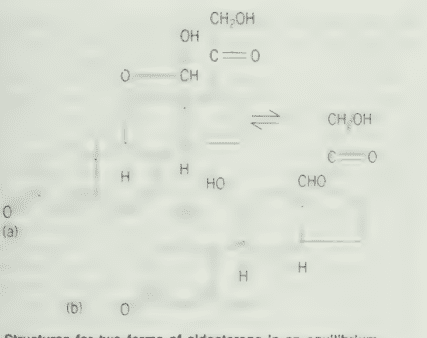 CH₂OH
OH
C=O
O—CH
CH₂OH
C=O
H
H
HO
CHO
O
(a)
H
H
(b)
O
Structures for two forms of aldosterone in an equilibrium